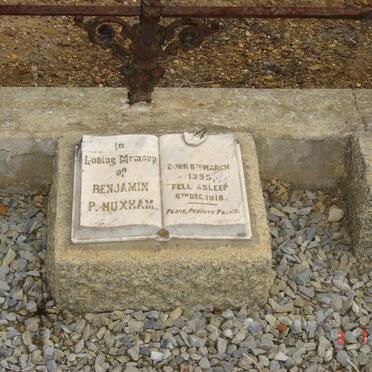 In
Loving Memory
of
BENJAMIN
P. HUXHAM.
BORN 8TH MARCH
1895,
FELL ASLEEP
6TH DEC. 1918.
PEACE, PERFECT PEACE.